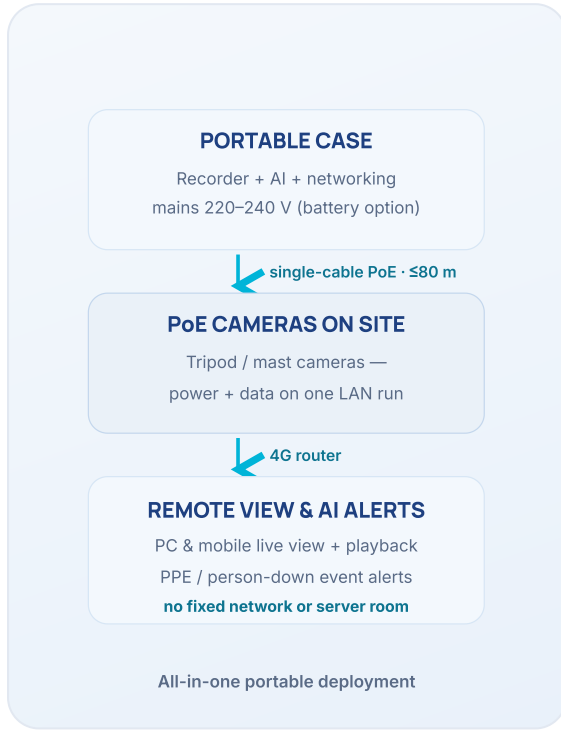 PORTABLE CASE
Recorder + AI + networking
mains 220–240 V (battery option)
single-cable PoE · ≤80 m
PoE CAMERAS ON SITE
Tripod / mast cameras —
power + data on one LAN run
4G router
REMOTE VIEW & AI ALERTS
PC & mobile live view + playback
PPE / person-down event alerts
no fixed network or server room
All-in-one portable deployment